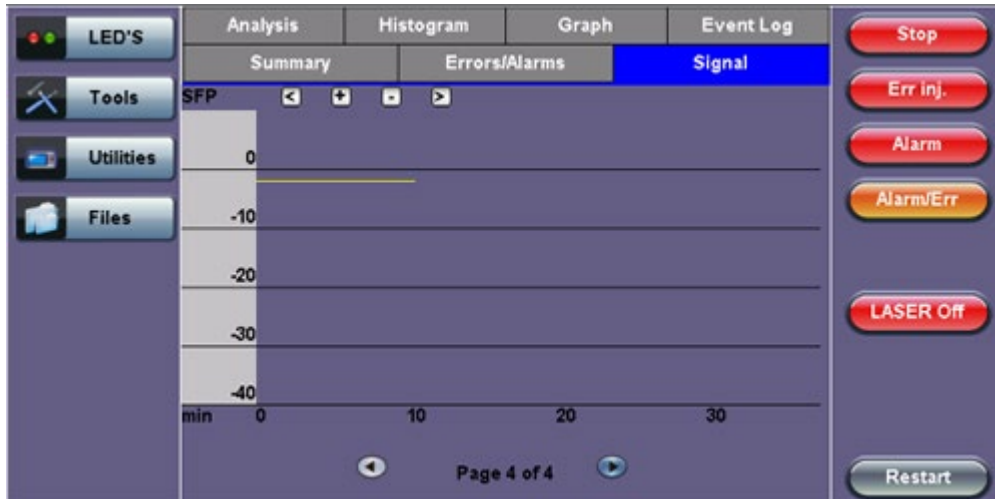 LED'S
Tools
Utilities
Files
Analysis Histogram Graph Event Log
Summary Errors/Alarms Signal
SFP < + - >
0
-10
-20
-30
-40
min 0 10 20 30
Page 4 of 4
Stop
Err inj.
Alarm
Alarm/Err
LASER Off
Restart